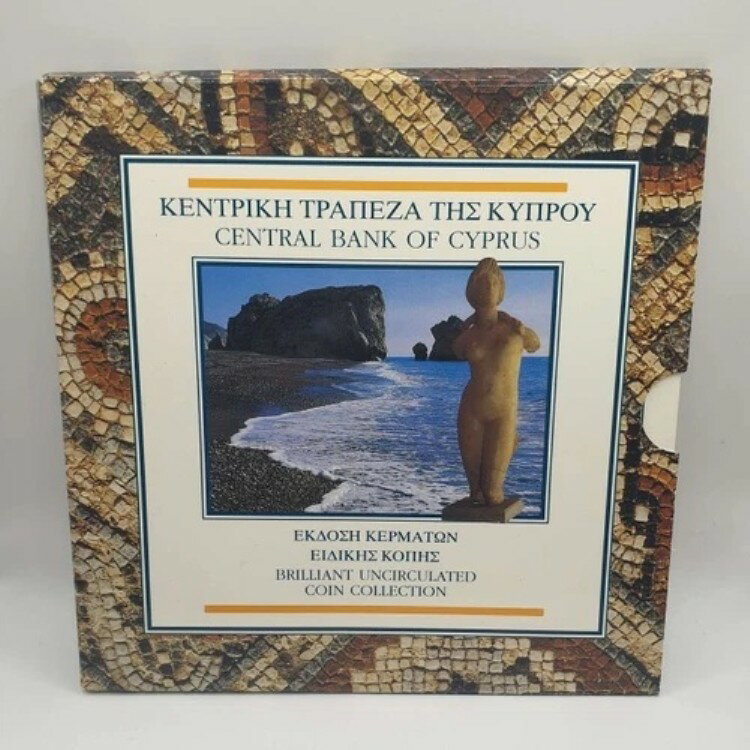 ΚΕΝΤΡΙΚΗ ΤΡΑΠΕΖΑ ΤΗΣ ΚΥΠΡΟΥ
CENTRAL BANK OF CYPRUS
ΕΚΔΟΣΗ ΚΕΡΜΑΤΩΝ
ΕΙΔΙΚΗΣ ΚΟΠΗΣ
BRILLIANT UNCIRCULATED
COIN COLLECTION